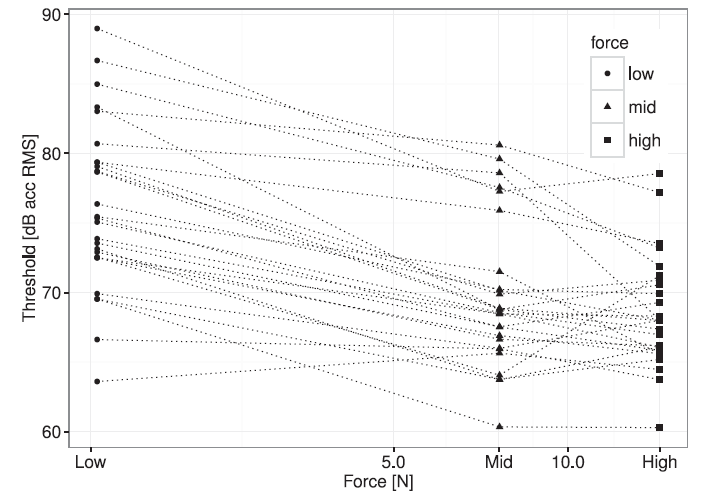 90
80
70
60
Threshold [dB acc RMS]
force
low
mid
high
Low 5.0 Mid 10.0 High
Force [N]